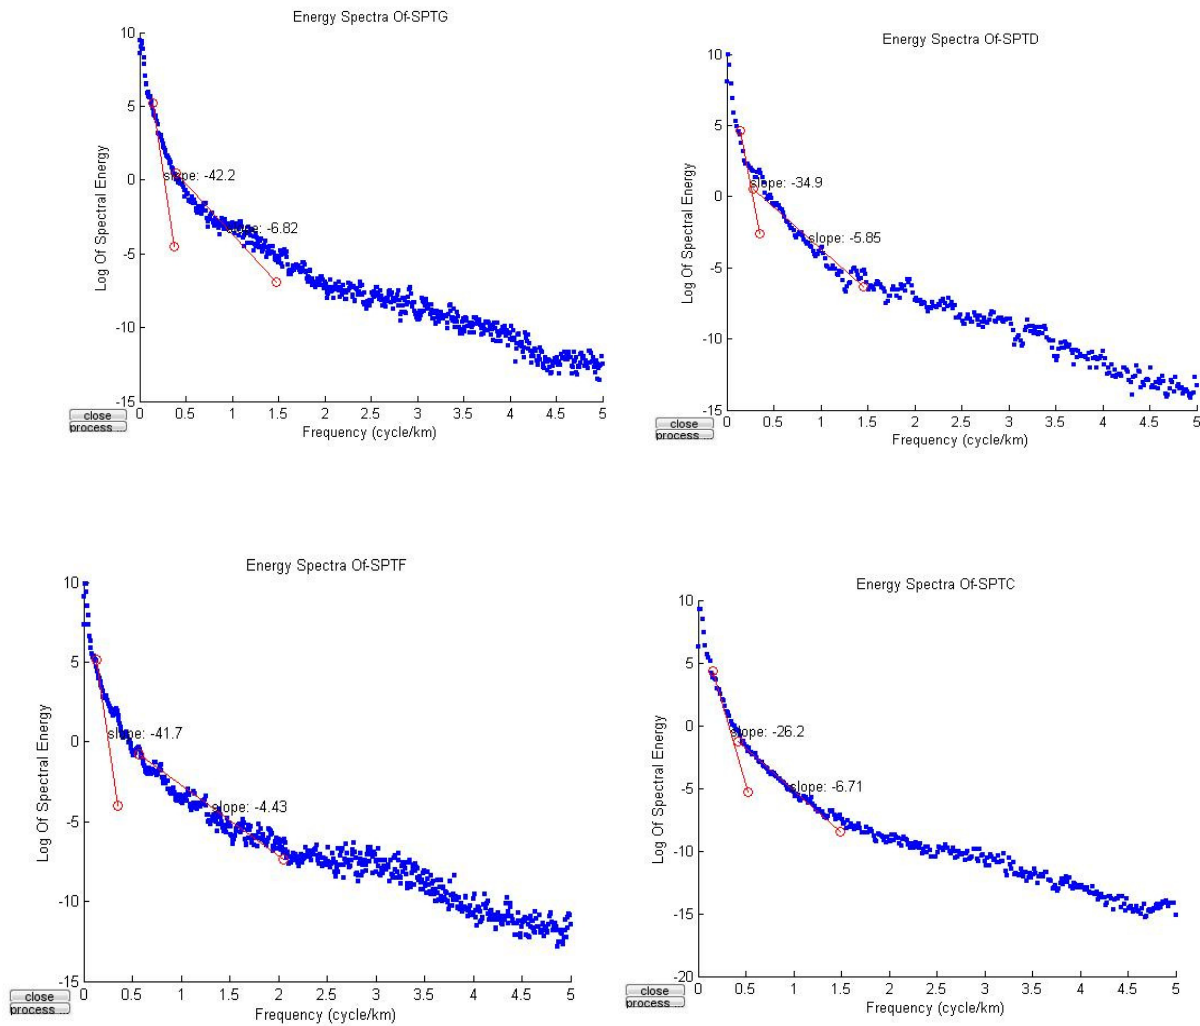 Energy Spectra Of-SPTG
10
5
0
-5
-10
-15
Log Of Spectral Energy
slope: -42.2
slope: -6.82
close
process ...
0 0.5 1 1.5 2 2.5 3 3.5 4 4.5 5
Frequency (cycle/km)
Energy Spectra Of-SPTD
10
5
0
-5
-10
-15
Log Of Spectral Energy
slope: -34.9
slope: -5.85
close
process ...
0 0.5 1 1.5 2 2.5 3 3.5 4 4.5 5
Frequency (cycle/km)
Energy Spectra Of-SPTF
10
5
0
-5
-10
-15
Log Of Spectral Energy
slope: -41.7
slope: -4.43
close
process ...
0 0.5 1 1.5 2 2.5 3 3.5 4 4.5 5
Frequency (cycle/km)
Energy Spectra Of-SPTC
10
5
0
-5
-10
-15
-20
Log Of Spectral Energy
slope: -26.2
slope: -6.71
close
process ...
0 0.5 1 1.5 2 2.5 3 3.5 4 4.5 5
Frequency (cycle/km)